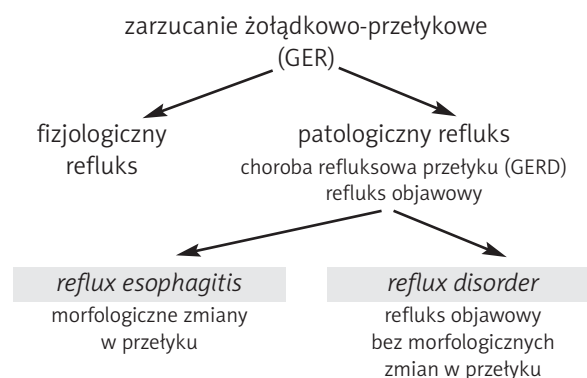 zarzucanie żołądkowo-przełykowe
(GER)
fizjologiczny
refluks
patologiczny refluks
choroba refluksowa przełyku (GERD)
refluks objawowy
reflux esophagitis
morfologiczne zmiany
w przełyku
reflux disorder
refluks objawowy
bez morfologicznych
zmian w przełyku